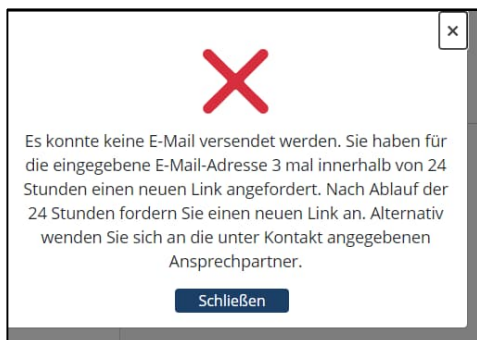 Es konnte keine E-Mail versendet werden. Sie haben für
die eingegebene E-Mail-Adresse 3 mal innerhalb von 24
Stunden einen neuen Link angefordert. Nach Ablauf der
24 Stunden fordern Sie einen neuen Link an. Alternativ
wenden Sie sich an die unter Kontakt angegebenen
Ansprechpartner.
Schließen